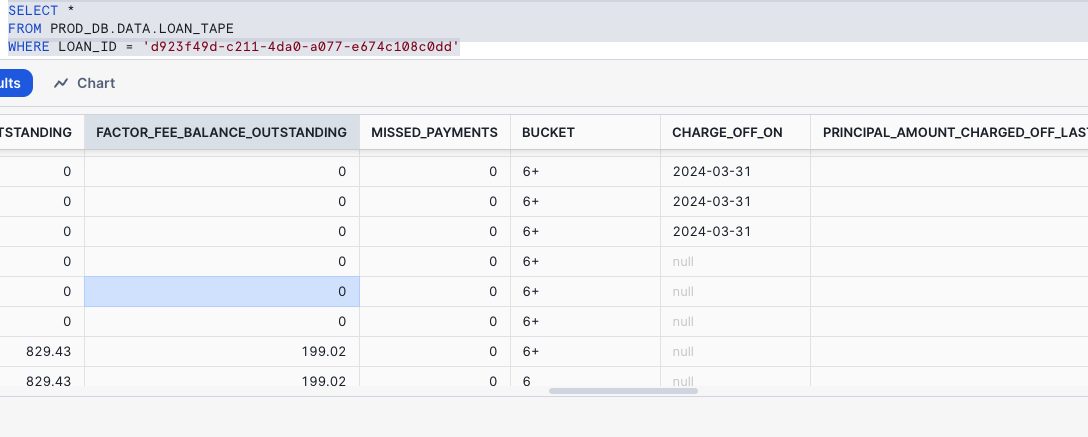 SELECT *
FROM PROD_DB.DATA.LOAN_TAPE
WHERE LOAN_ID = 'd923f49d-c211-4da0-a077-e674c108c0dd'
ults Chart
TSTANDING FACTOR_FEE_BALANCE_OUTSTANDING MISSED_PAYMENTS BUCKET CHARGE_OFF_ON PRINCIPAL_AMOUNT_CHARGED_OFF_LAS
0 0 0 6+ 2024-03-31
0 0 0 6+ 2024-03-31
0 0 0 6+ 2024-03-31
0 0 0 6+ null
0 0 0 6+ null
0 0 0 6+ null
829.43 199.02 0 6+ null
829.43 199.02 0 6 null